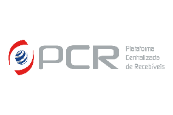 PCR
Plataforma
Centralizada
de Recebíveis